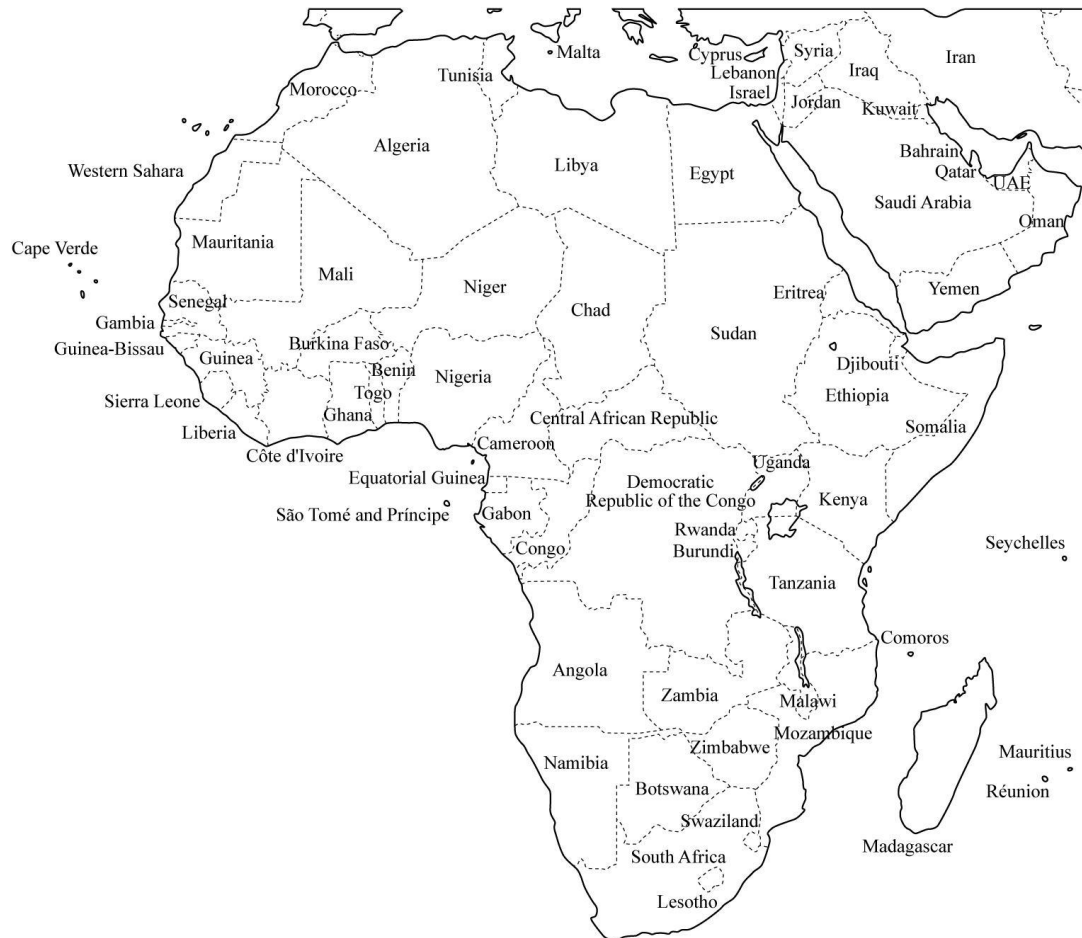 Malta
Cyprus
Syria
Iran
Tunisia
Lebanon
Iraq
Morocco
Israel
Jordan
Kuwait
Algeria
Bahrain
Western Sahara
Libya
Egypt
Qatar
UAE
Saudi Arabia
Oman
Cape Verde
Mauritania
Mali
Niger
Yemen
Senegal
Eritrea
Chad
Gambia
Sudan
Guinea-Bissau
Burkina Faso
Guinea
Benin
Nigeria
Djibouti
Togo
Ethiopia
Sierra Leone
Ghana
Central African Republic
Liberia
Somalia
Cameroon
Côte d'Ivoire
Uganda
Equatorial Guinea
Democratic
Republic of the Congo
Kenya
São Tomé and Príncipe
Gabon
Rwanda
Congo
Burundi
Seychelles
Tanzania
Comoros
Angola
Zambia
Malawi
Mozambique
Zimbabwe
Mauritius
Namibia
Botswana
Réunion
Swaziland
Madagascar
South Africa
Lesotho